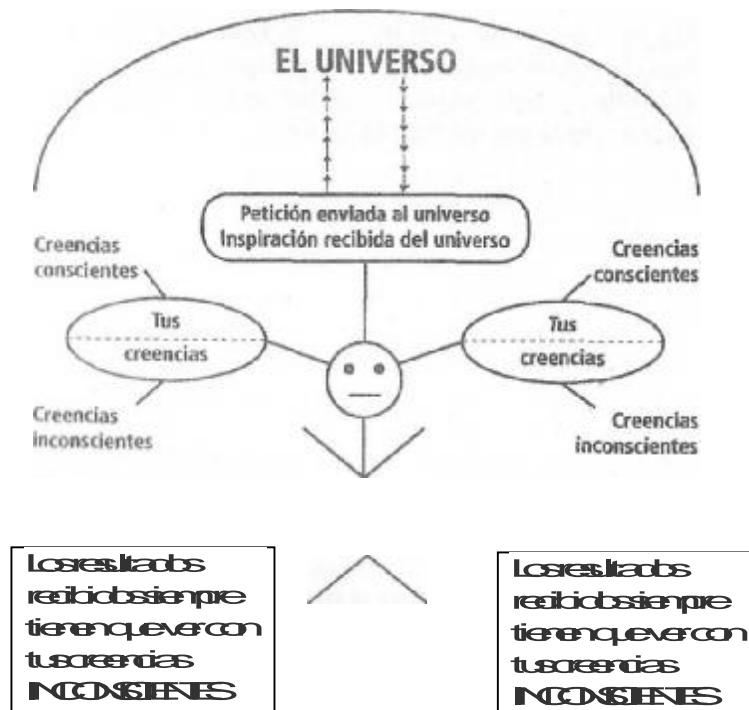 EL UNIVERSO
Petición enviada al universo
Inspiración recibida del universo
Creencias
conscientes
Tus
creencias
Creencias
inconscientes
Creencias
conscientes
Tus
creencias
Creencias
inconscientes
Los resultados
recibidos siempre
tienen que ver con
tus creencias
INCONSCIENTES
Los resultados
recibidos siempre
tienen que ver con
tus creencias
INCONSCIENTES